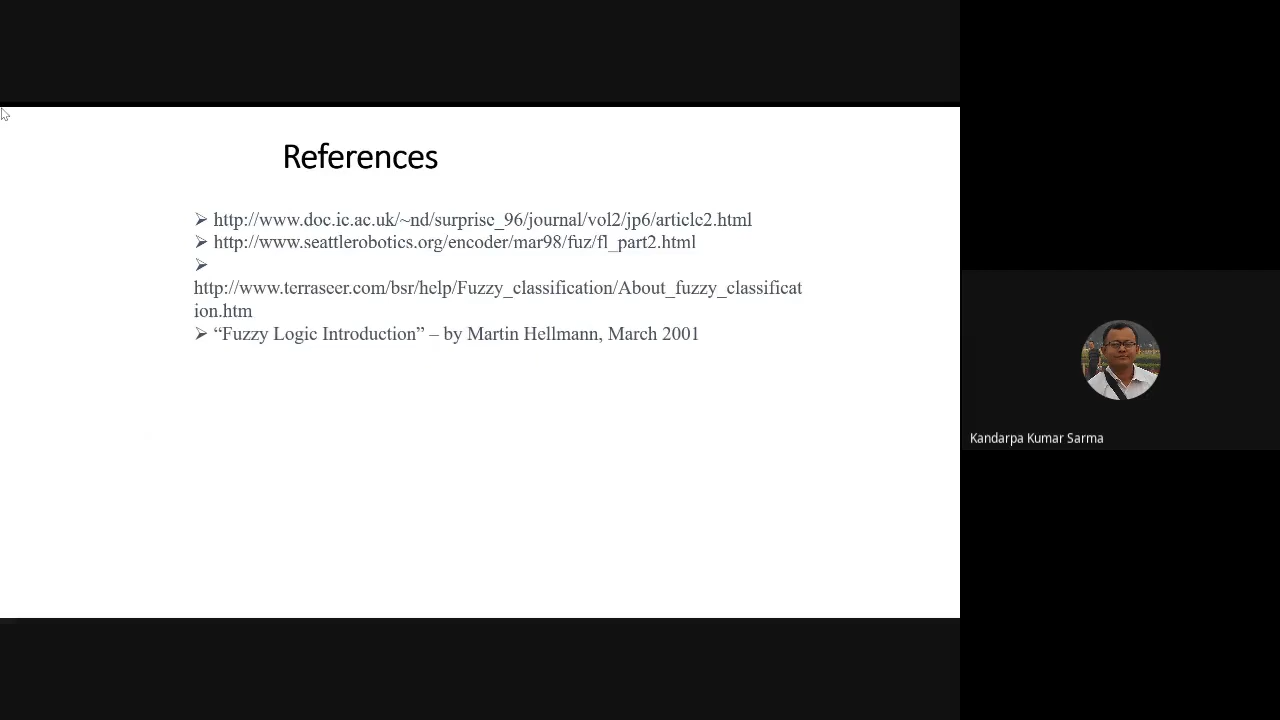 References
➢ http://www.doc.ic.ac.uk/~nd/surprise_96/journal/vol2/jp6/article2.html
➢ http://www.seattlerobotics.org/encoder/mar98/fuz/fl_part2.html
➢
http://www.terraseer.com/bsr/help/Fuzzy_classification/About_fuzzy_classificat
ion.htm
➢ “Fuzzy Logic Introduction” – by Martin Hellmann, March 2001
Kandarpa Kumar Sarma